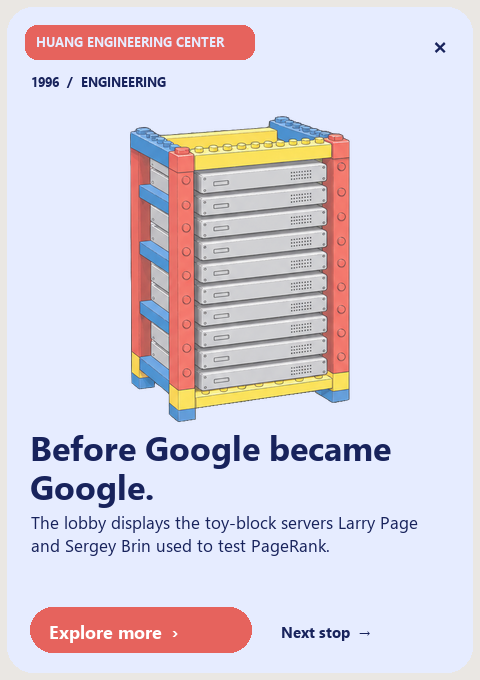 HUANG ENGINEERING CENTER
×
1996 / ENGINEERING
Before Google became
Google.
The lobby displays the toy-block servers Larry Page
and Sergey Brin used to test PageRank.
Explore more ›
Next stop →